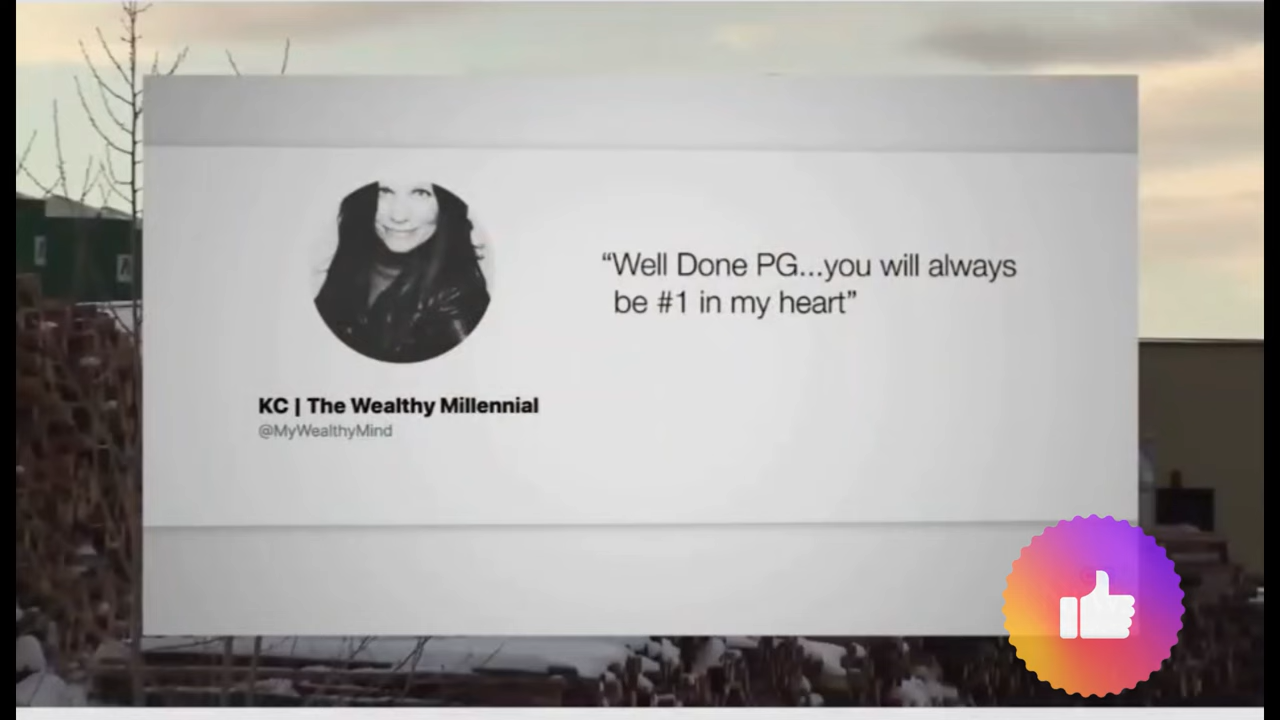 “Well Done PG...you will always
be #1 in my heart”
KC | The Wealthy Millennial
@MyWealthyMind